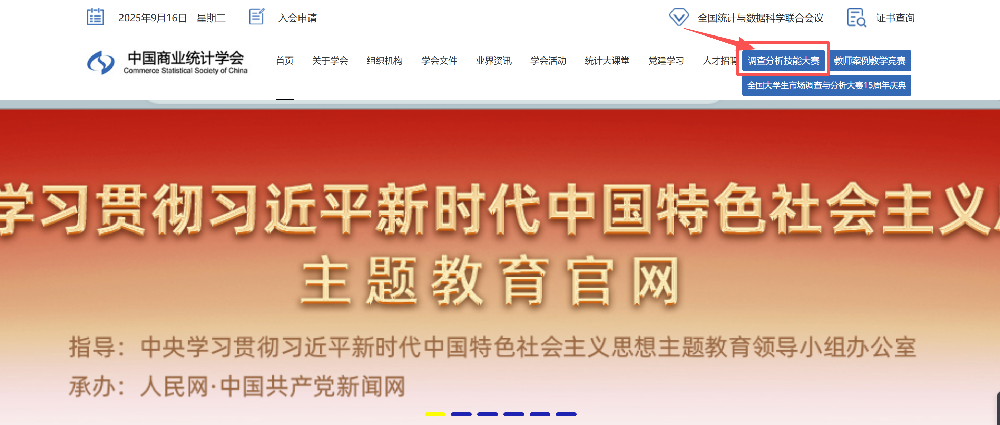 2025年9月16日 星期二 入会申请 全国统计与数据科学联合会议 证书查询
中国商业统计学会
Commerce Statistical Society of China
首页 关于学会 组织机构 学会文件 业界资讯 学会活动 统计大课堂 党建学习 人才招聘 调查分析技能大赛 教师案例教学竞赛
全国大学生市场调查与分析大赛15周年庆典
学习贯彻习近平新时代中国特色社会主义
主题教育官网
指导：中央学习贯彻习近平新时代中国特色社会主义思想主题教育领导小组办公室
承办：人民网·中国共产党新闻网